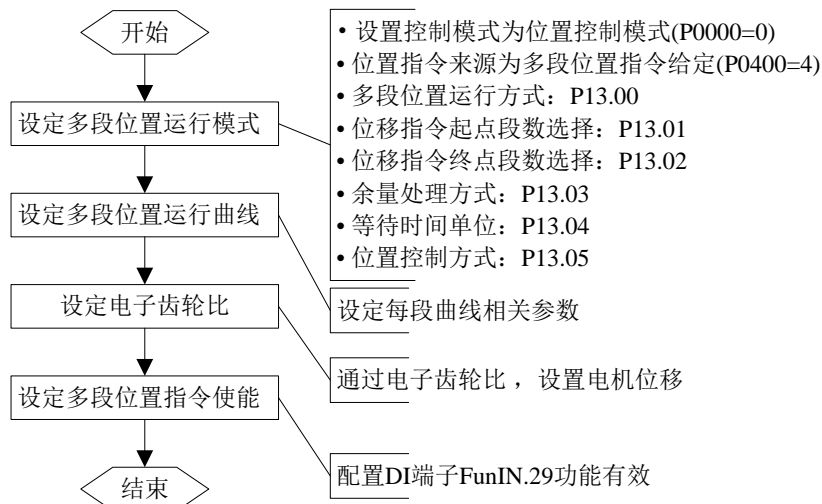 开始
设定多段位置运行模式
设定多段位置运行曲线
设定电子齿轮比
设定多段位置指令使能
结束
• 设置控制模式为位置控制模式(P0000=0)
• 位置指令来源为多段位置指令给定(P0400=4)
• 多段位置运行方式：P13.00
• 位移指令起点段数选择：P13.01
• 位移指令终点段数选择：P13.02
• 余量处理方式：P13.03
• 等待时间单位：P13.04
• 位置控制方式：P13.05
设定每段曲线相关参数
通过电子齿轮比 ，设置电机位移
配置DI端子FunIN.29功能有效